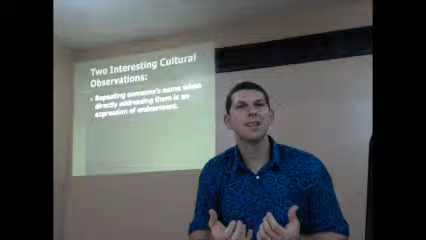 Two Interesting Cultural
Observations:
• Repeating someone's name when
directly addressing them is an
expression of endearment.